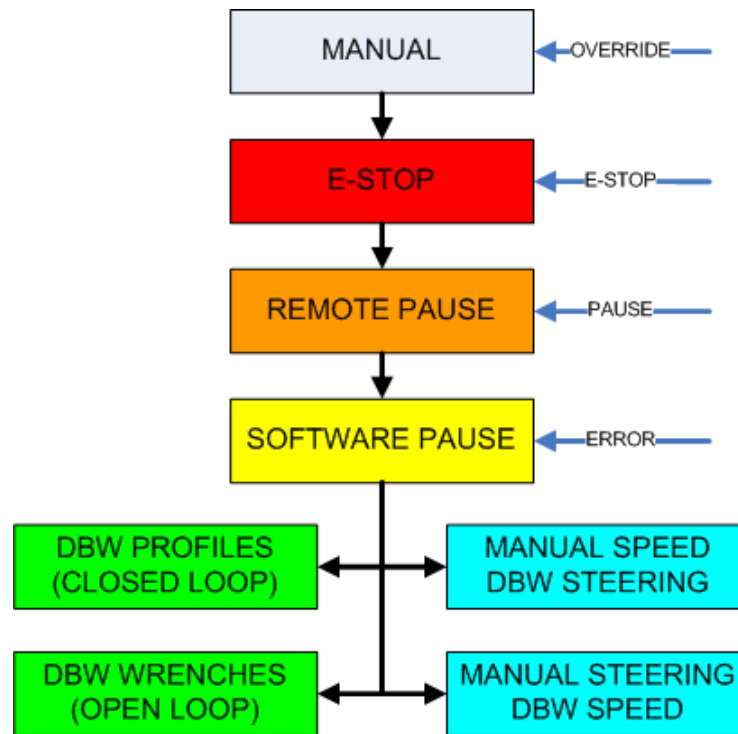 MANUAL
OVERRIDE
E-STOP
E-STOP
REMOTE PAUSE
PAUSE
SOFTWARE PAUSE
ERROR
DBW PROFILES
(CLOSED LOOP)
MANUAL SPEED
DBW STEERING
DBW WRENCHES
(OPEN LOOP)
MANUAL STEERING
DBW SPEED